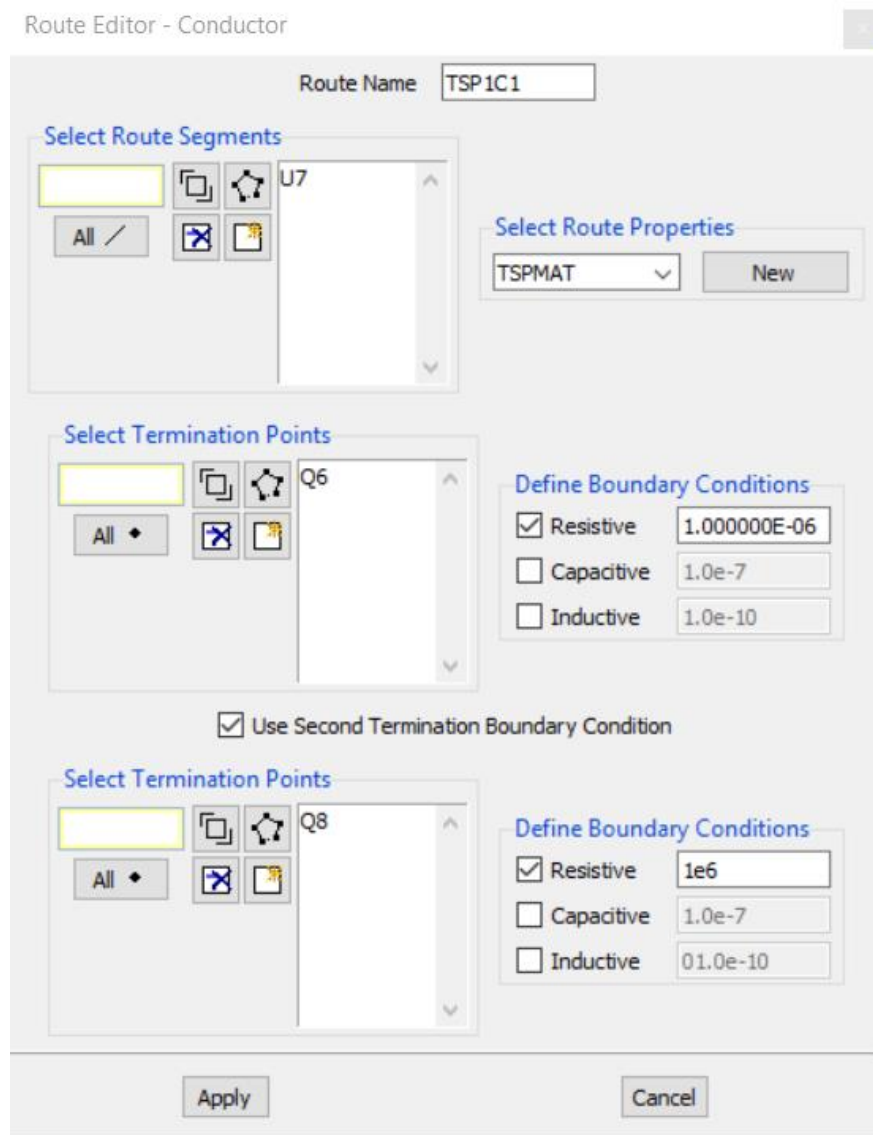 Route Editor - Conductor
Route Name TSP1C1
Select Route Segments
U7
All
Select Route Properties
TSPMAT New
Select Termination Points
Q6
All
Define Boundary Conditions
Resistive 1.000000E-06
Capacitive 1.0e-7
Inductive 1.0e-10
Use Second Termination Boundary Condition
Select Termination Points
Q8
All
Define Boundary Conditions
Resistive 1e6
Capacitive 1.0e-7
Inductive 01.0e-10
Apply Cancel